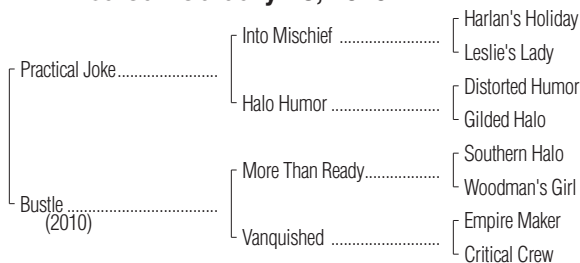 Harlan's Holiday
Into Mischief ....................
Leslie's Lady
Practical Joke........................
Distorted Humor
Halo Humor ......................
Gilded Halo
Southern Halo
More Than Ready.................
Woodman's Girl
Bustle ....................................
(2010)
Empire Maker
Vanquished ......................
Critical Crew